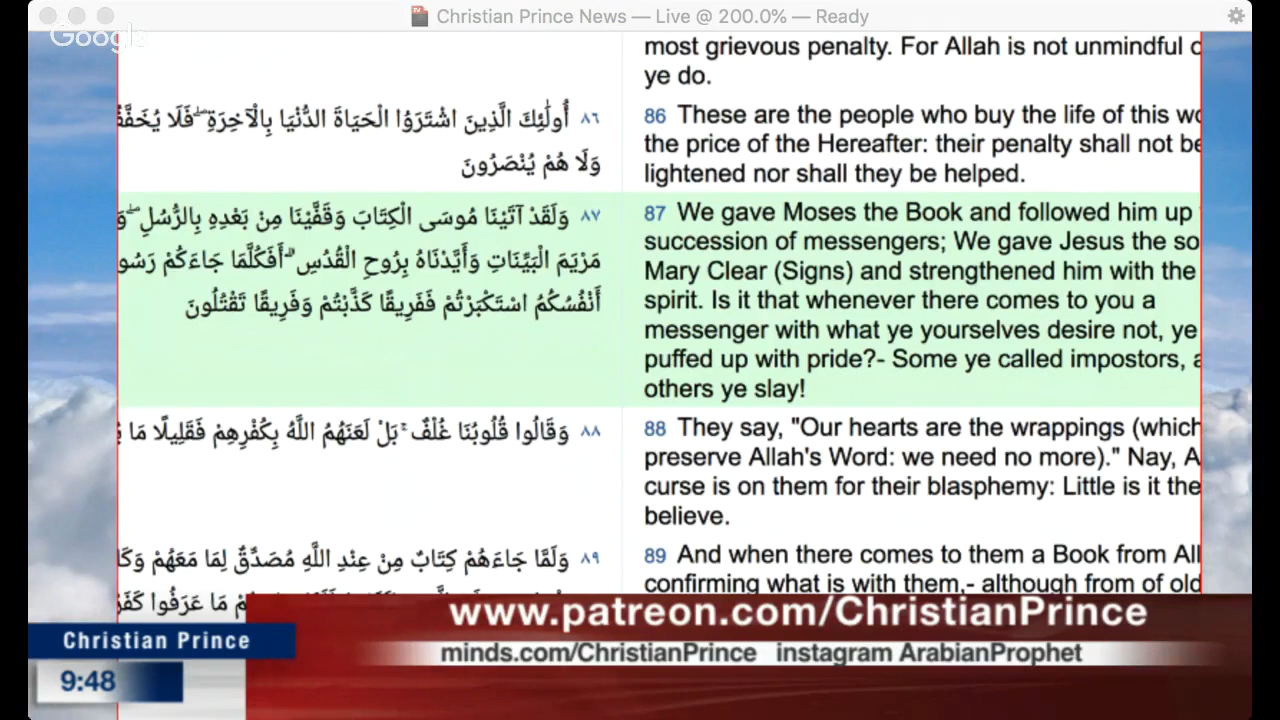 Christian Prince News — Live @ 200.0% — Ready
Google
most grievous penalty. For Allah is not unmindful
ye do.
٨٦ أُولَٰئِكَ الَّذِينَ اشْتَرَوُا الْحَيَاةَ الدُّنْيَا بِالْآخِرَةِ ۖ فَلَا
وَلَا هُمْ يُنْصَرُونَ
86 These are the people who buy the life of this
the price of the Hereafter: their penalty shall not be
lightened nor shall they be helped.
٨٧ وَلَقَدْ آتَيْنَا مُوسَى الْكِتَابَ وَقَفَّيْنَا مِنْ بَعْدِهِ بِالرُّسُلِ ۖ
مَرْيَمَ الْبَيِّنَاتِ وَأَيَّدْنَاهُ بِرُوحِ الْقُدُسِ ۗ أَفَكُلَّمَا جَاءَكُمْ
أَنْفُسُكُمُ اسْتَكْبَرْتُمْ فَفَرِيقًا كَذَّبْتُمْ وَفَرِيقًا تَقْتُلُونَ
87 We gave Moses the Book and followed him up
succession of messengers; We gave Jesus the
Mary Clear (Signs) and strengthened him with the
spirit. Is it that whenever there comes to you a
messenger with what ye yourselves desire not, ye
puffed up with pride?- Some ye called impostors,
others ye slay!
٨٨ وَقَالُوا قُلُوبُنَا غُلْفٌ ۚ بَلْ لَعَنَهُمُ اللَّهُ بِكُفْرِهِمْ فَقَلِيلًا مَا
88 They say, "Our hearts are the wrappings (which
preserve Allah's Word: we need no more)." Nay,
curse is on them for their blasphemy: Little is it
believe.
٨٩ وَلَمَّا جَاءَهُمْ كِتَابٌ مِنْ عِنْدِ اللَّهِ مُصَدِّقٌ لِمَا مَعَهُمْ
مَا عَرَفُوا
89 And when there comes to them a Book from
confirming what is with them,- although from of old
www.patreon.com/ChristianPrince
Christian Prince
minds.com/ChristianPrince instagram ArabianProphet
9:48